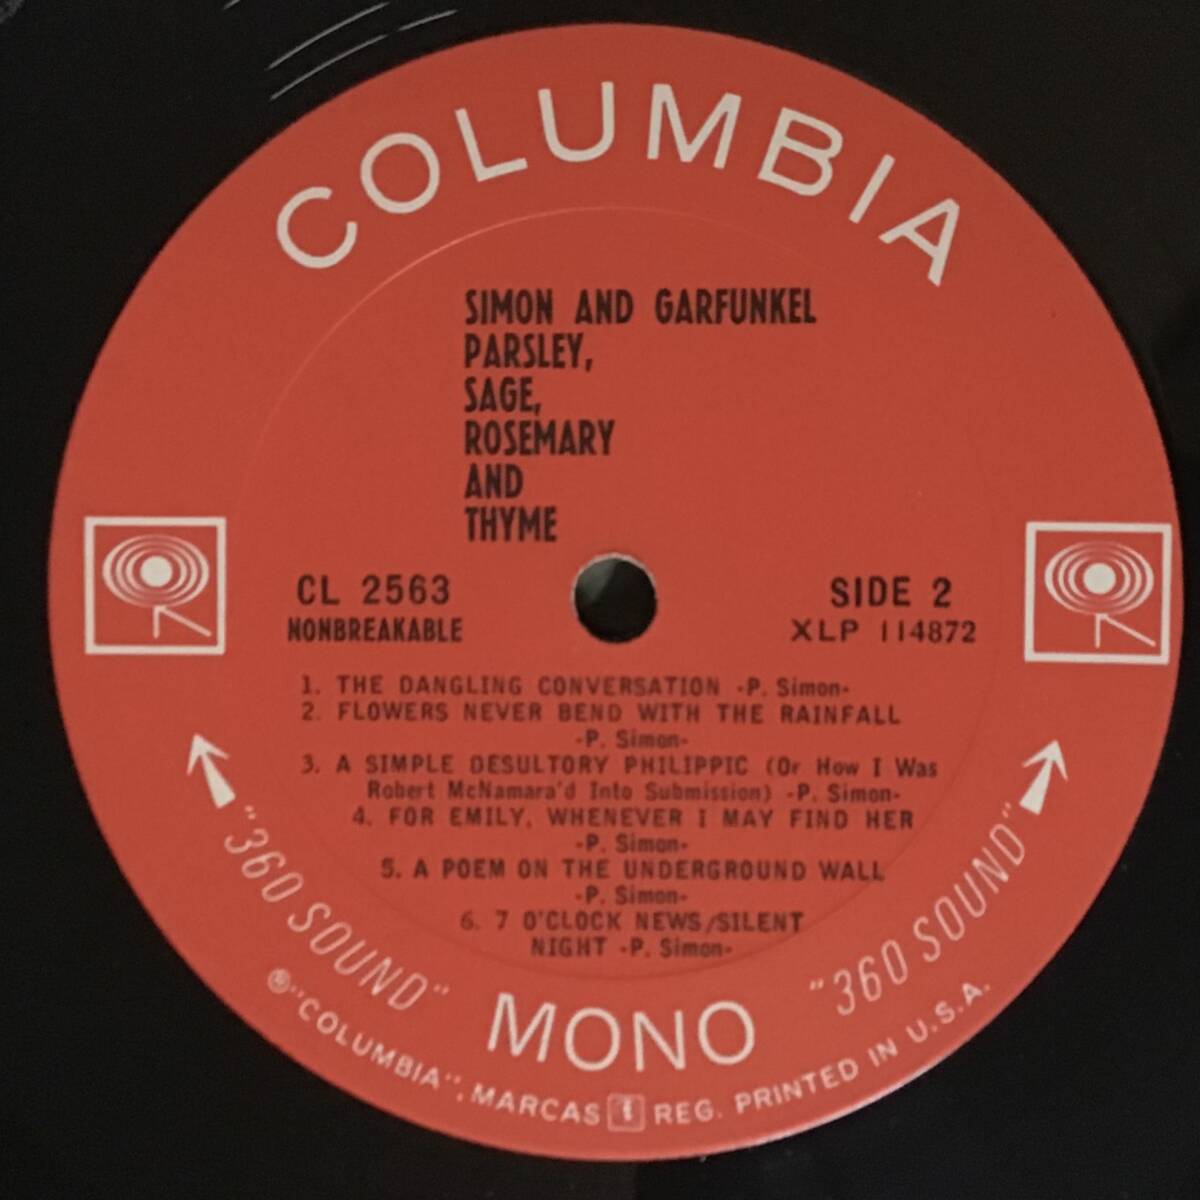 COLUMBIA
SIMON AND GARFUNKEL
PARSLEY,
SAGE,
ROSEMARY
AND
THYME
CL 2563
NONBREAKABLE
SIDE 2
XLP 114872
1. THE DANGLING CONVERSATION -P. Simon-
2. FLOWERS NEVER BEND WITH THE RAINFALL
-P. Simon-
3. A SIMPLE DESULTORY PHILIPPIC (Or How I Was
Robert McNamara'd Into Submission) -P. Simon-
4. FOR EMILY, WHENEVER I MAY FIND HER
-P. Simon-
5. A POEM ON THE UNDERGROUND WALL
-P. Simon-
6. 7 O'CLOCK NEWS/SILENT
NIGHT -P. Simon-
"360 SOUND"
MONO
"360 SOUND"
®"COLUMBIA", MARCAS REG. PRINTED IN U.S.A.